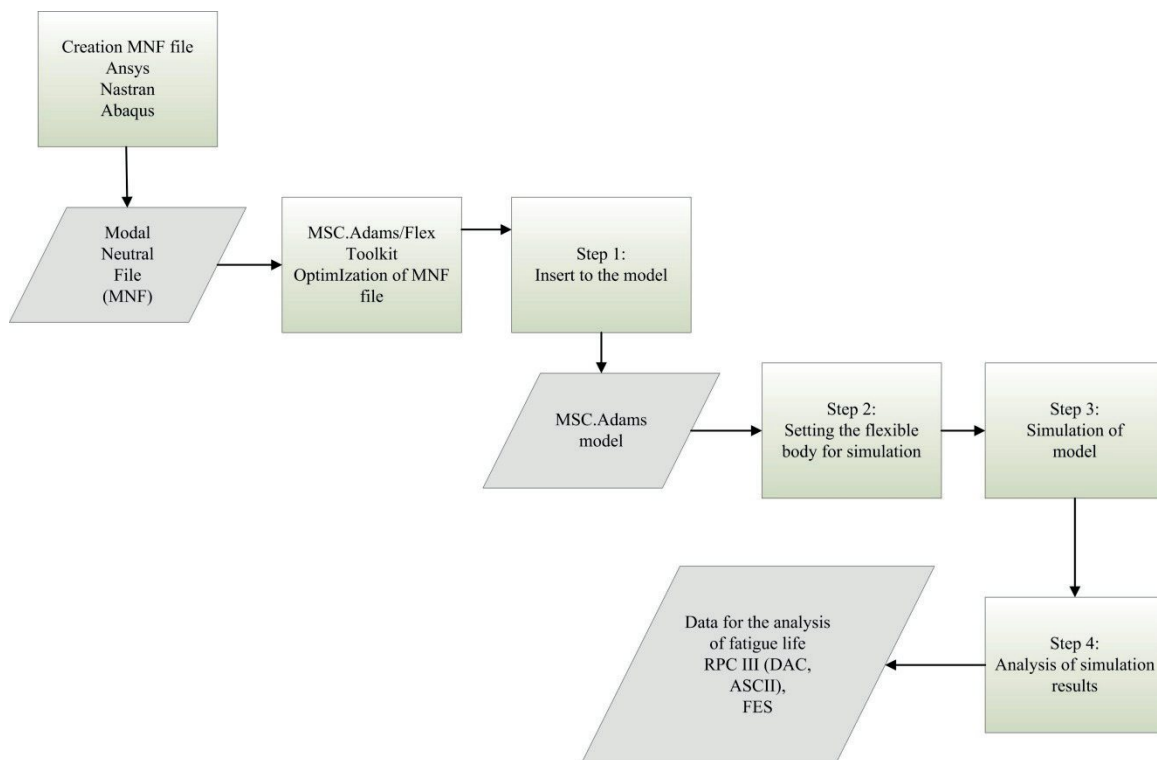 Creation MNF file
Ansys
Nastran
Abaqus
Modal
Neutral
File
(MNF)
MSC.Adams/Flex
Toolkit
OptimIzation of MNF
file
Step 1:
Insert to the model
MSC.Adams
model
Step 2:
Setting the flexible
body for simulation
Step 3:
Simulation of
model
Step 4:
Analysis of simulation
results
Data for the analysis
of fatigue life
RPC III (DAC,
ASCII),
FES